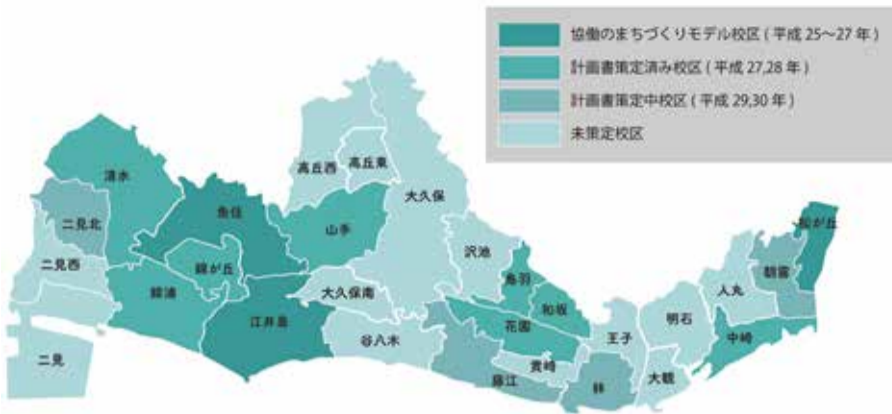 協働のまちづくりモデル校区 ( 平成 25～27 年 )
計画書策定済み校区 ( 平成 27,28 年 )
計画書策定中校区 ( 平成 29,30 年 )
未策定校区
高丘西
高丘東
清水
大久保
松が丘
二見北
魚住
山手
沢池
朝霧
二見西
錦が丘
鳥羽
人丸
錦浦
大久保南
和坂
江井島
花園
王子
明石
中崎
谷八木
貴崎
二見
藤江
林
大観